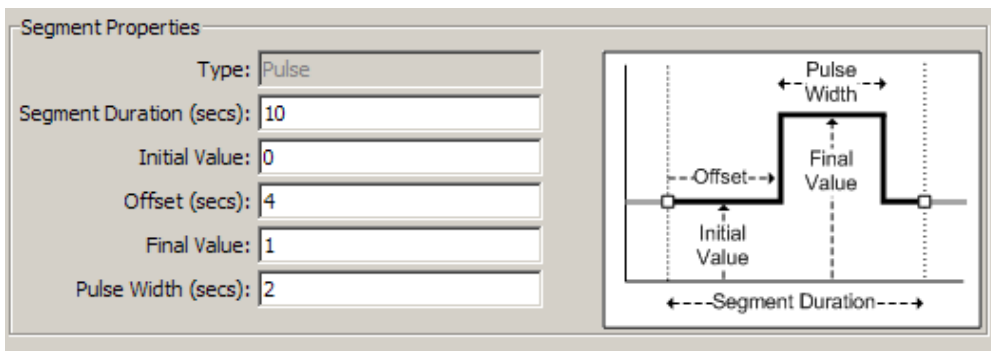 Segment Properties
Type: Pulse
Segment Duration (secs): 10
Initial Value: 0
Offset (secs): 4
Final Value: 1
Pulse Width (secs): 2
Pulse
Width
Offset
Final
Value
Initial
Value
Segment Duration